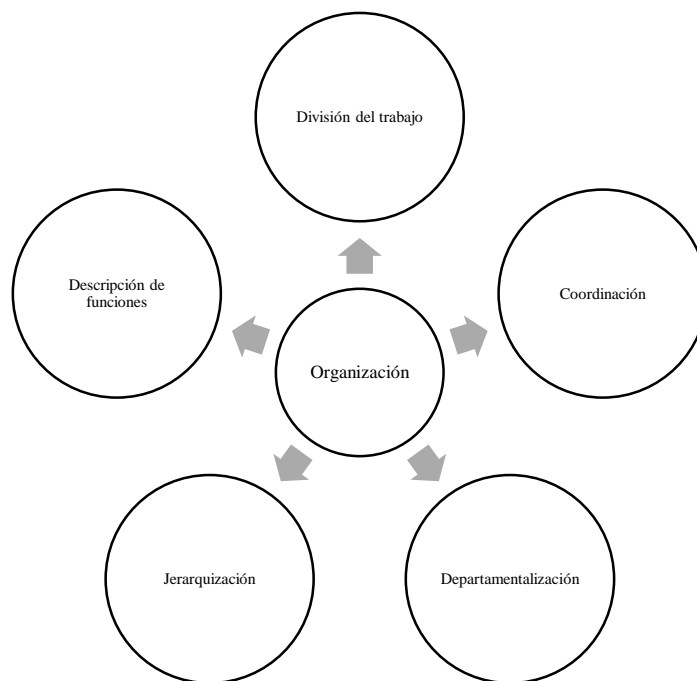 División del trabajo
Descripción de
funciones
Coordinación
Organización
Jerarquización
Departamentalización